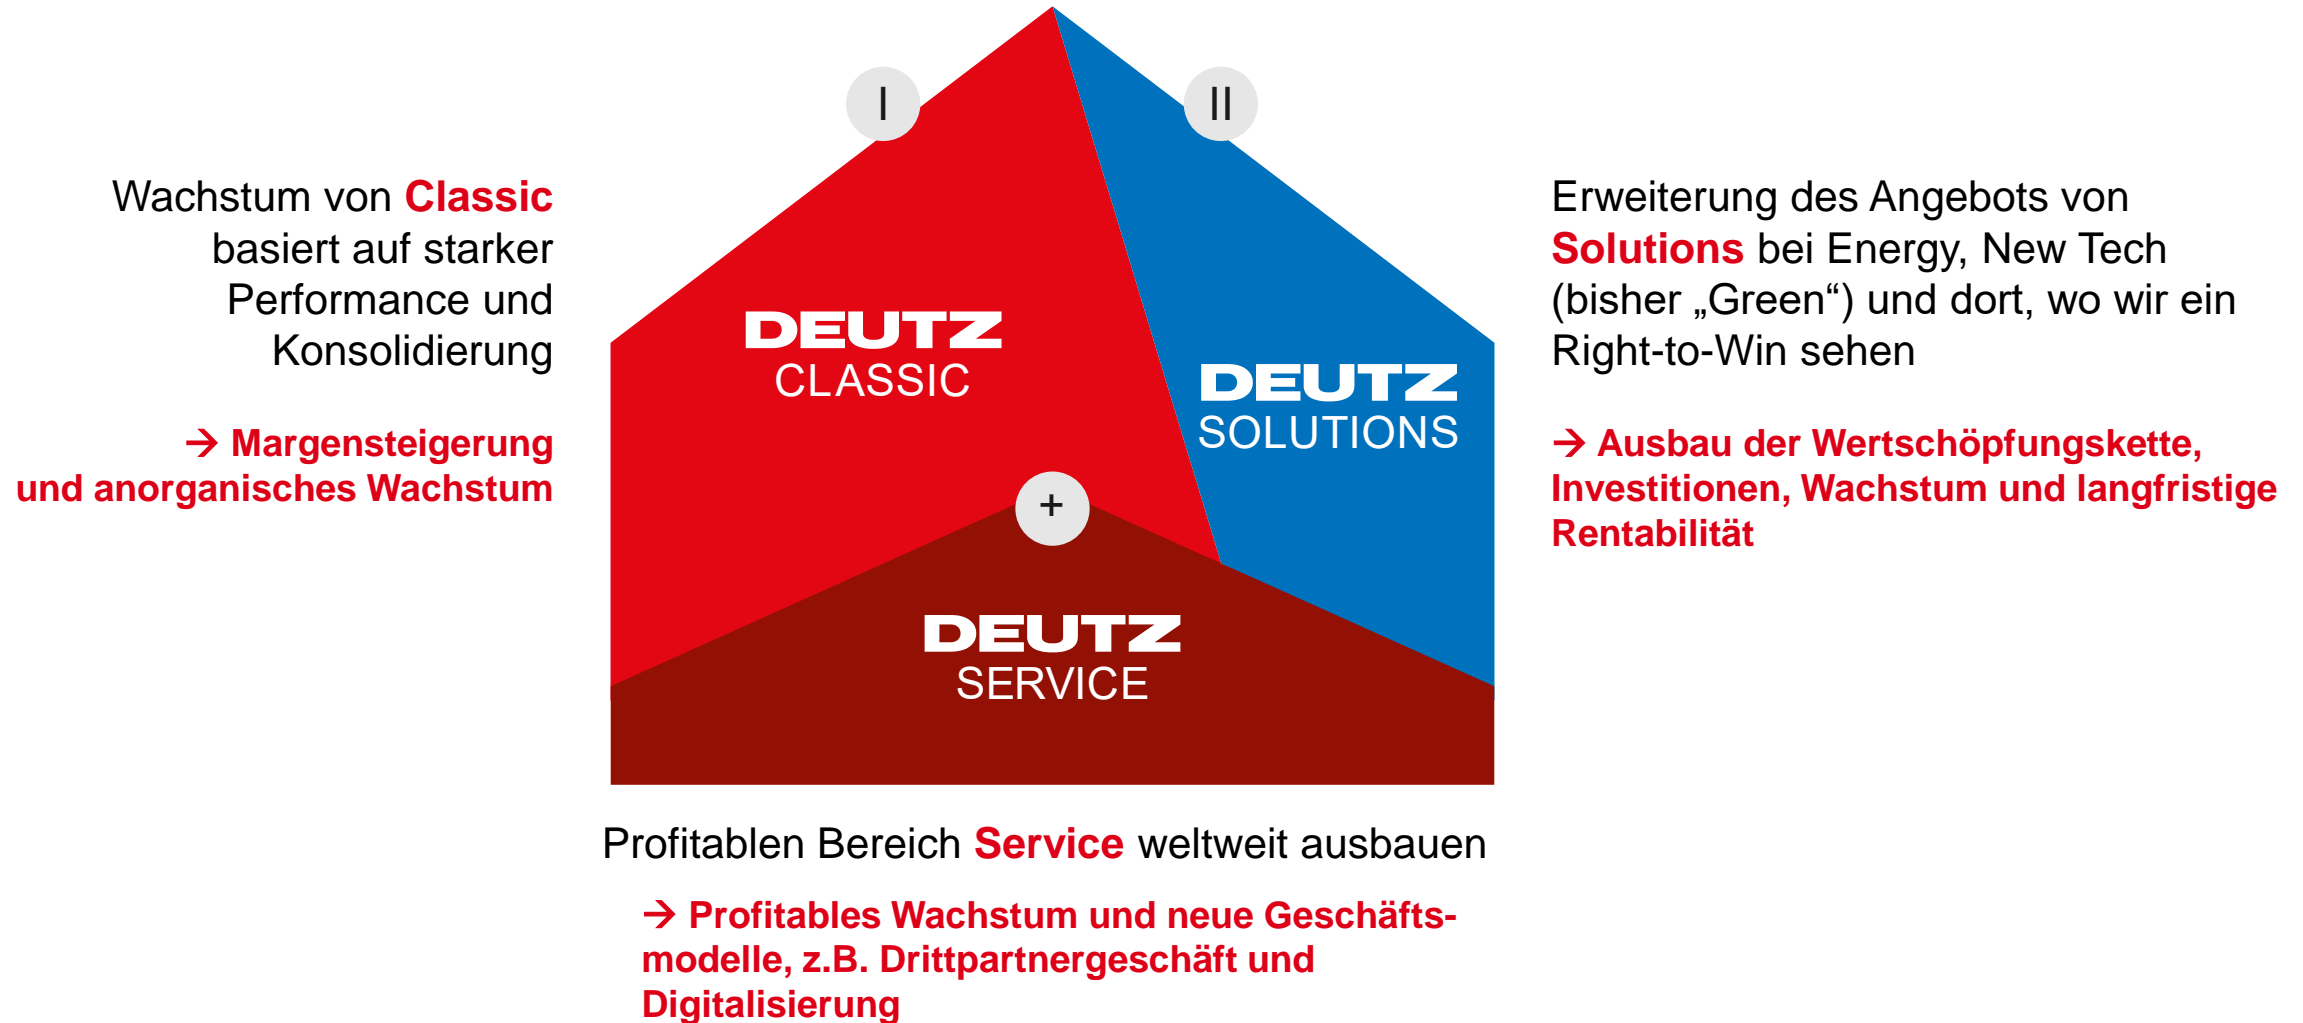 I
II
Wachstum von Classic
basiert auf starker
Performance und
Konsolidierung
→ Margensteigerung
und anorganisches Wachstum
DEUTZ
CLASSIC
DEUTZ
SOLUTIONS
+
DEUTZ
SERVICE
Erweiterung des Angebots von
Solutions bei Energy, New Tech
(bisher „Green“) und dort, wo wir ein
Right-to-Win sehen
→ Ausbau der Wertschöpfungskette,
Investitionen, Wachstum und langfristige
Rentabilität
Profitablen Bereich Service weltweit ausbauen
→ Profitables Wachstum und neue Geschäfts-
modelle, z.B. Drittpartnergeschäft und
Digitalisierung